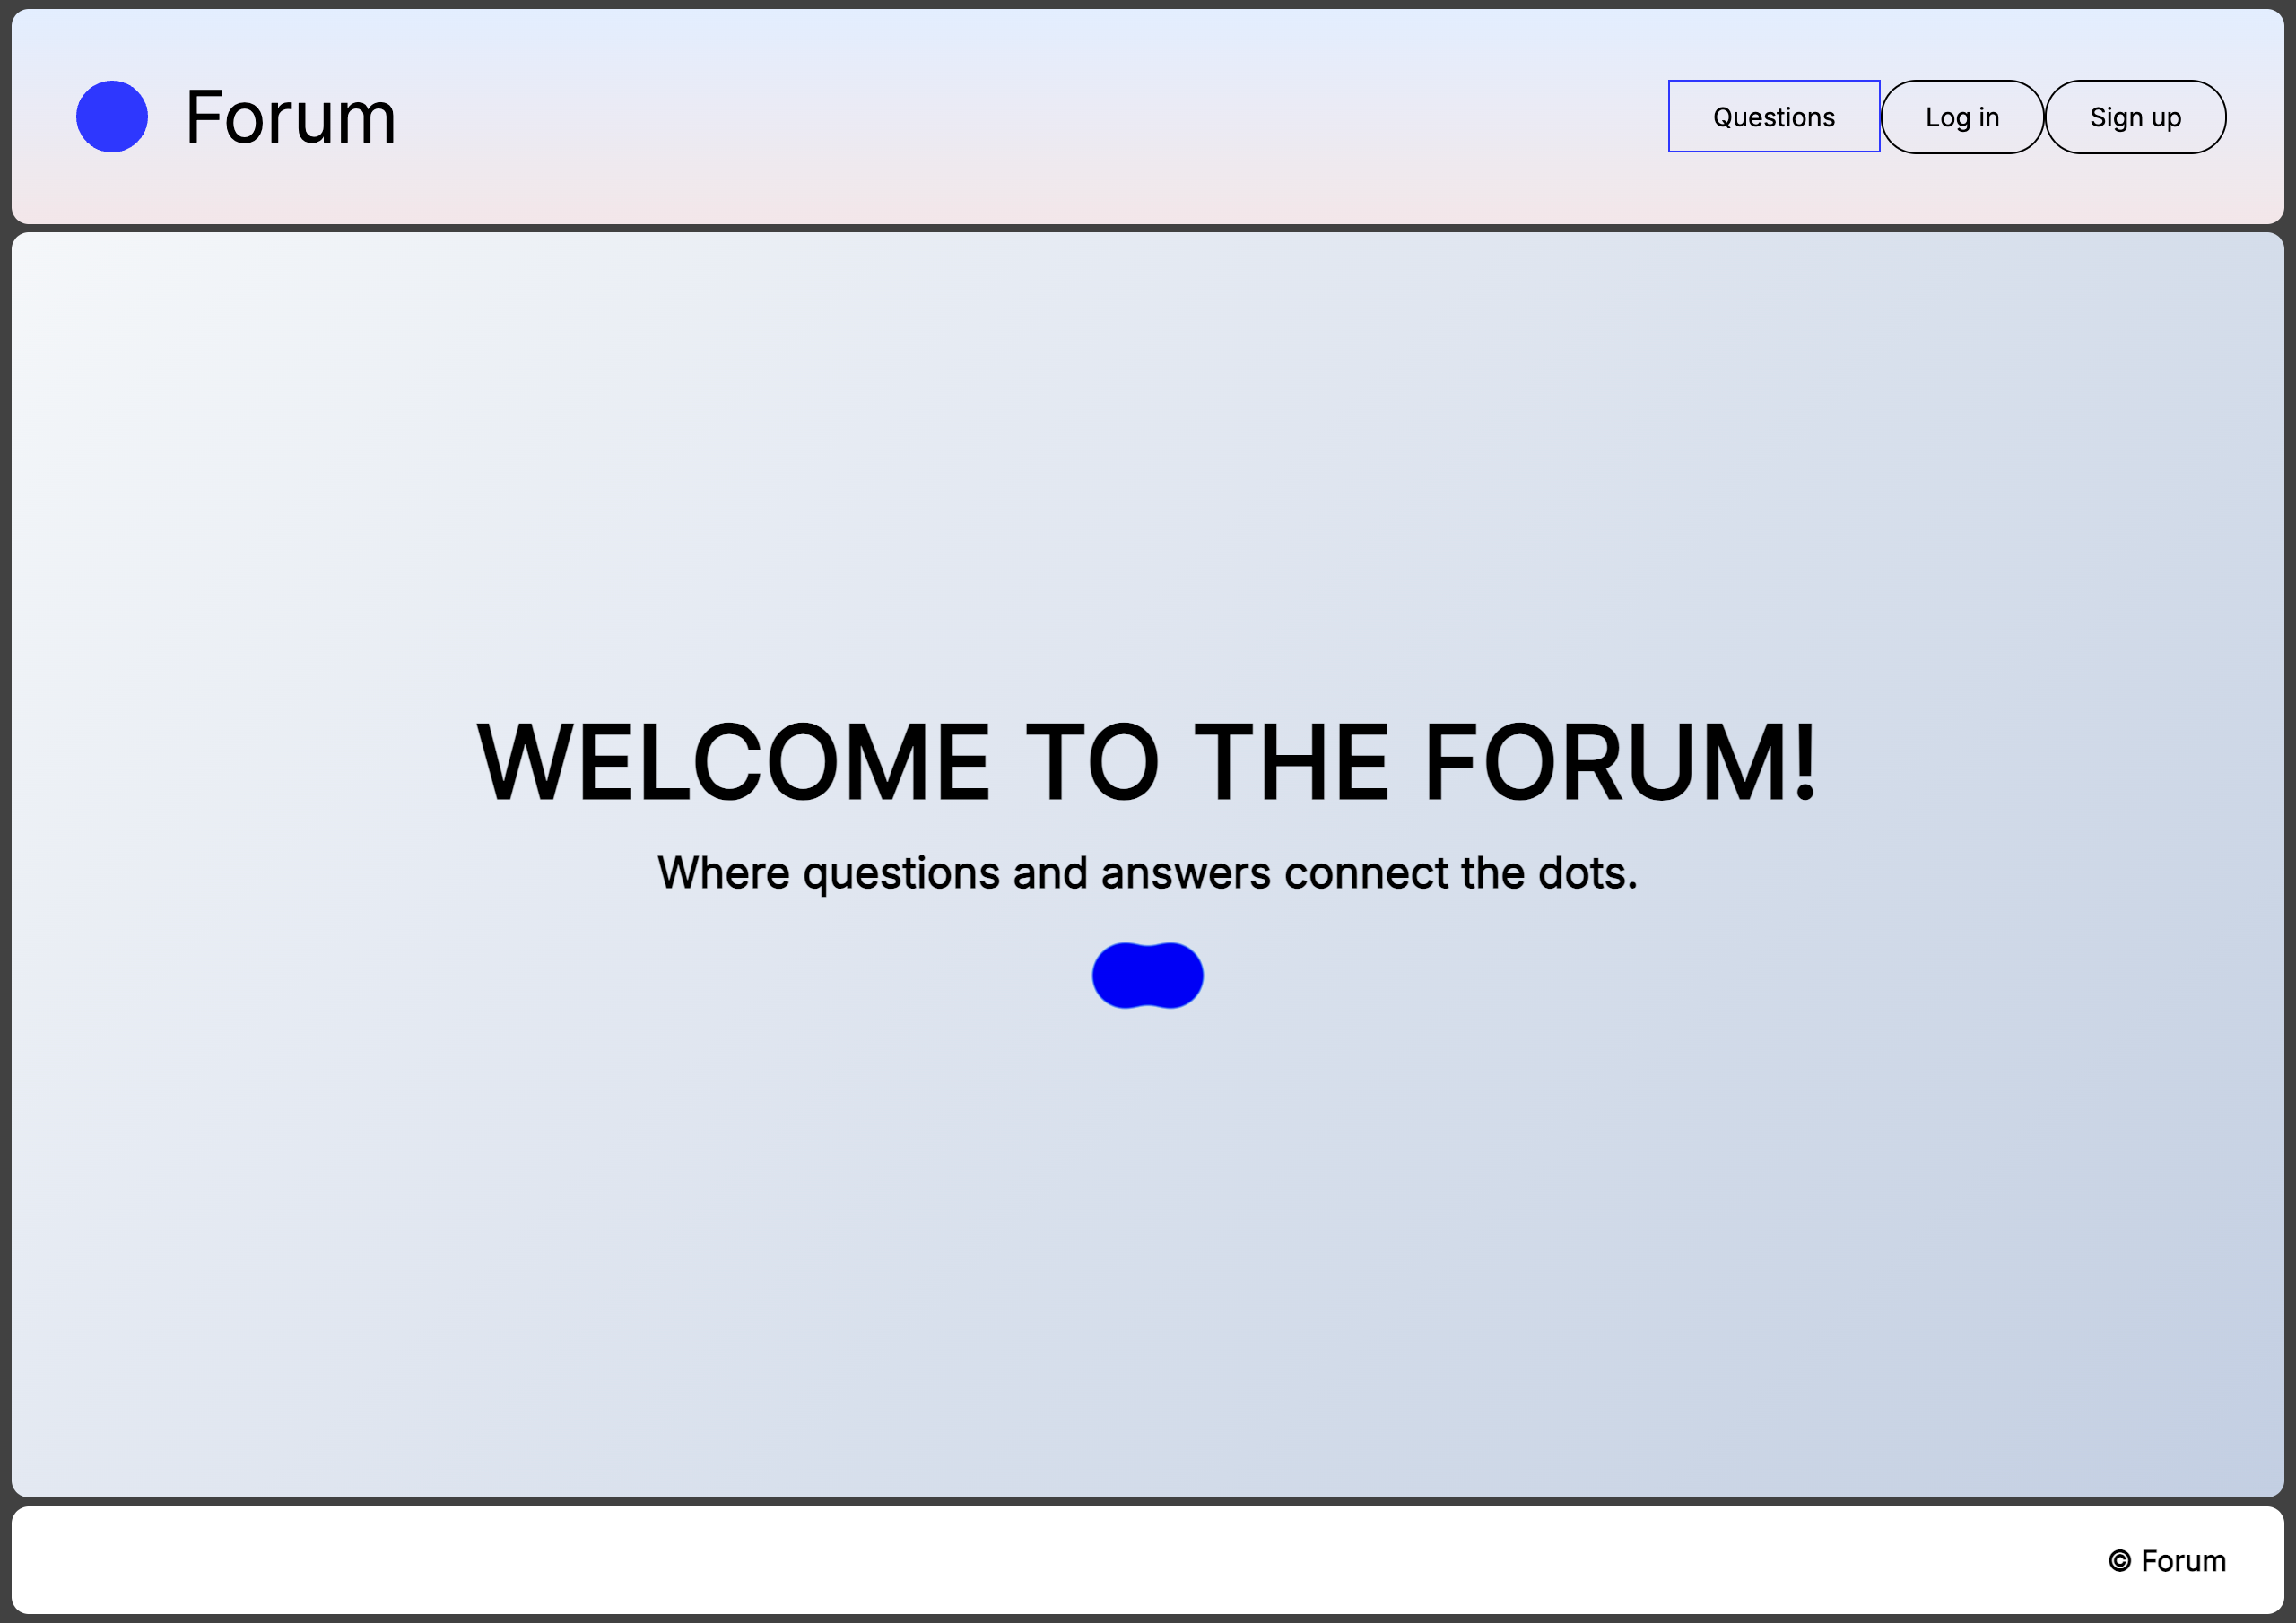 Forum
Questions
Log in
Sign up
WELCOME TO THE FORUM!
Where questions and answers connect the dots.
© Forum